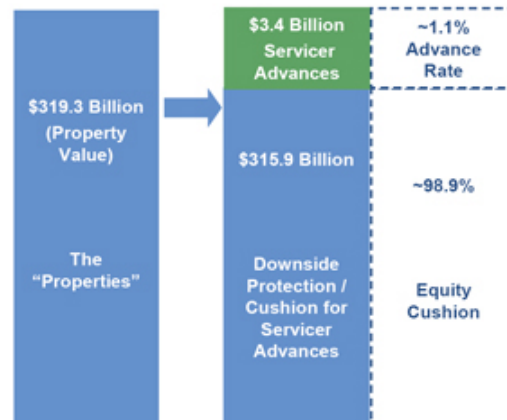 $319.3 Billion
(Property
Value)
The
“Properties”
$3.4 Billion
Servicer
Advances
$315.9 Billion
Downside
Protection /
Cushion for
Servicer
Advances
~1.1%
Advance
Rate
~98.9%
Equity
Cushion